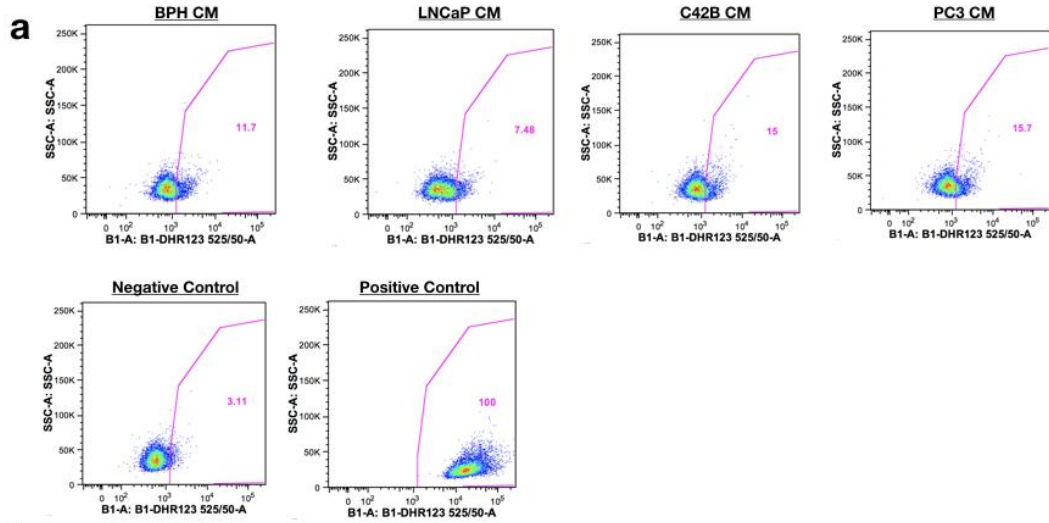 a
BPH CM
LNCaP CM
C42B CM
PC3 CM
SSC-A: SSC-A
250K
200K
150K
100K
50K
0
11.7
0 10² 10³ 10⁴ 10⁵
B1-A: B1-DHR123 525/50-A
SSC-A: SSC-A
250K
200K
150K
100K
50K
0
7.48
0 10² 10³ 10⁴ 10⁵
B1-A: B1-DHR123 525/50-A
SSC-A: SSC-A
250K
200K
150K
100K
50K
0
15
0 10² 10³ 10⁴ 10⁵
B1-A: B1-DHR123 525/50-A
SSC-A: SSC-A
250K
200K
150K
100K
50K
0
15.7
0 10² 10³ 10⁴ 10⁵
B1-A: B1-DHR123 525/50-A
Negative Control
Positive Control
SSC-A: SSC-A
250K
200K
150K
100K
50K
0
3.11
0 10² 10³ 10⁴ 10⁵
B1-A: B1-DHR123 525/50-A
SSC-A: SSC-A
250K
200K
150K
100K
50K
0
100
0 10² 10³ 10⁴ 10⁵
B1-A: B1-DHR123 525/50-A